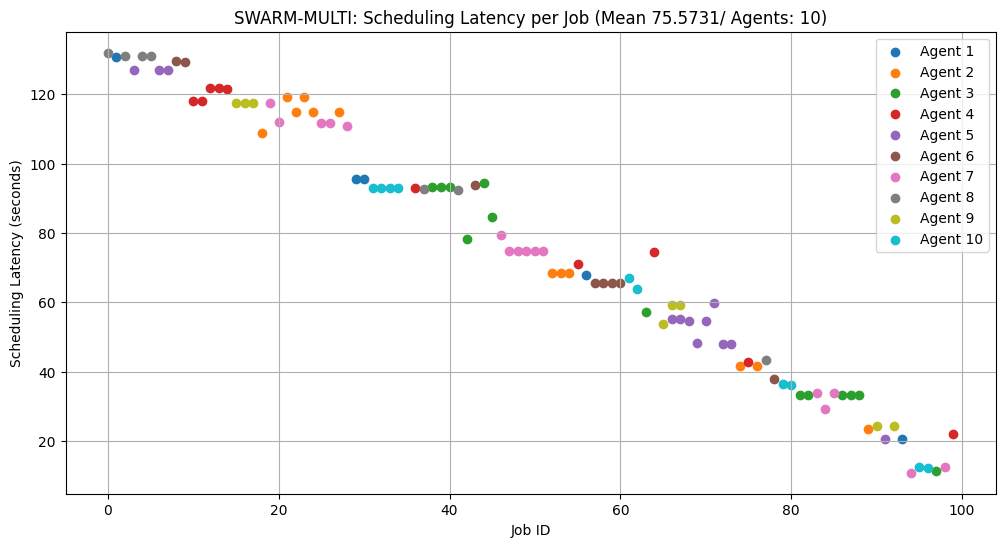 SWARM-MULTI: Scheduling Latency per Job (Mean 75.5731/ Agents: 10)
Scheduling Latency (seconds)
120
100
80
60
40
20
0
20
40
60
80
100
Job ID
Agent 1
Agent 2
Agent 3
Agent 4
Agent 5
Agent 6
Agent 7
Agent 8
Agent 9
Agent 10